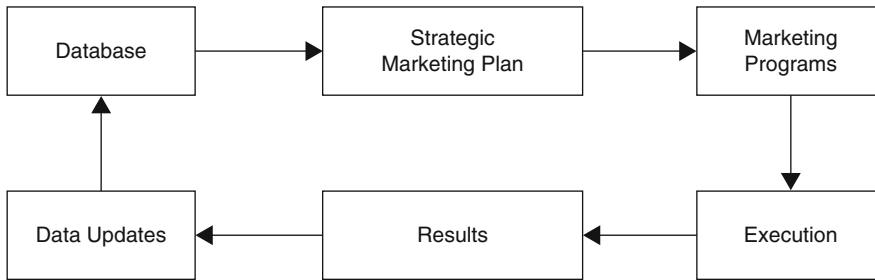 Database
Strategic
Marketing Plan
Marketing
Programs
Data Updates
Results
Execution